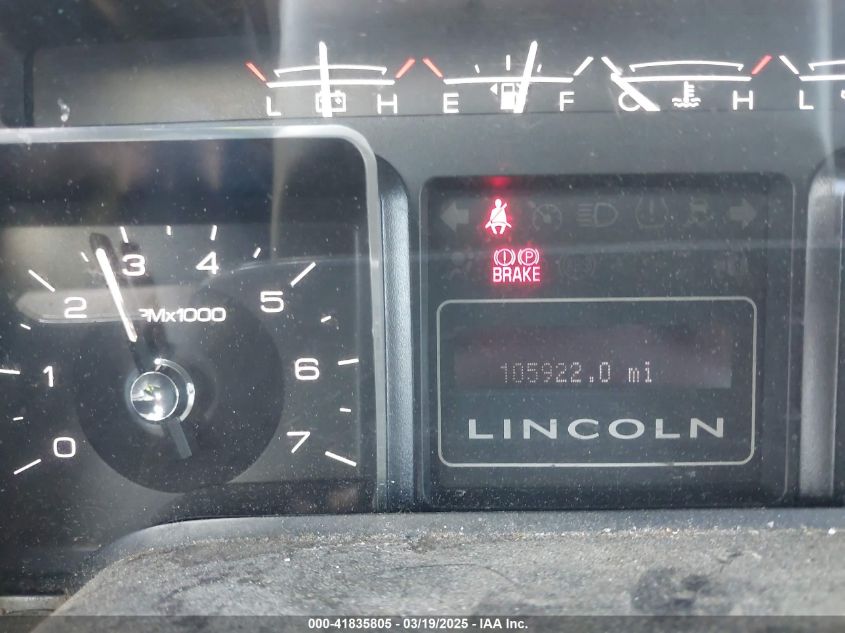 L H E F C H L
0 1 2 3 4 5 6 7
PMx1000
BRAKE
105922.0 mi
LINCOLN
000-41835805 - 03/19/2025 - IAA Inc.